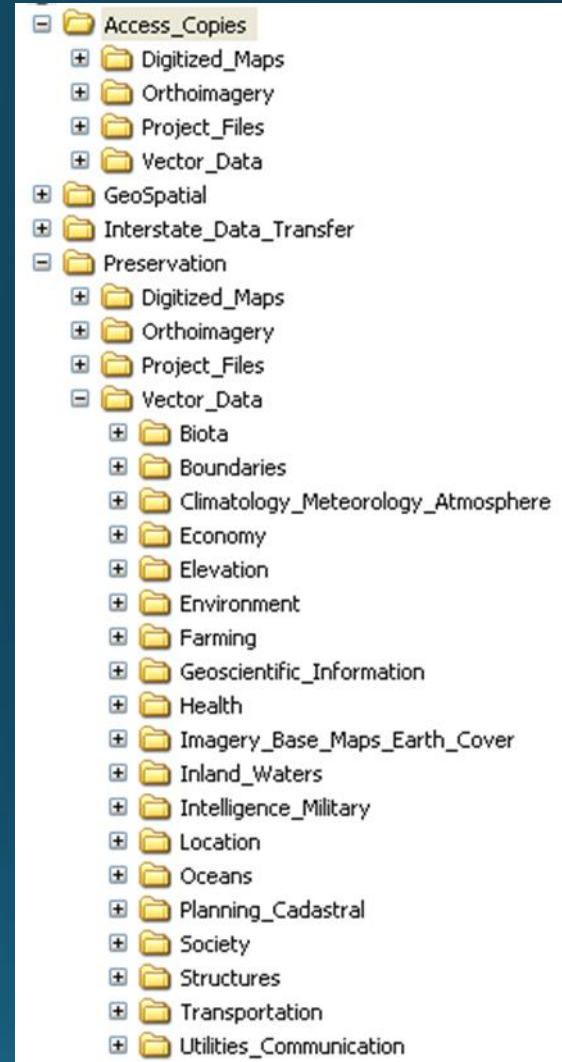 Access_Copies
Digitized_Maps
Orthoimagery
Project_Files
Vector_Data
GeoSpatial
Interstate_Data_Transfer
Preservation
Digitized_Maps
Orthoimagery
Project_Files
Vector_Data
Biota
Boundaries
Climatology_Meteorology_Atmosphere
Economy
Elevation
Environment
Farming
Geoscientific_Information
Health
Imagery_Base_Maps_Earth_Cover
Inland_Waters
Intelligence_Military
Location
Oceans
Planning_Cadastral
Society
Structures
Transportation
Utilities_Communication